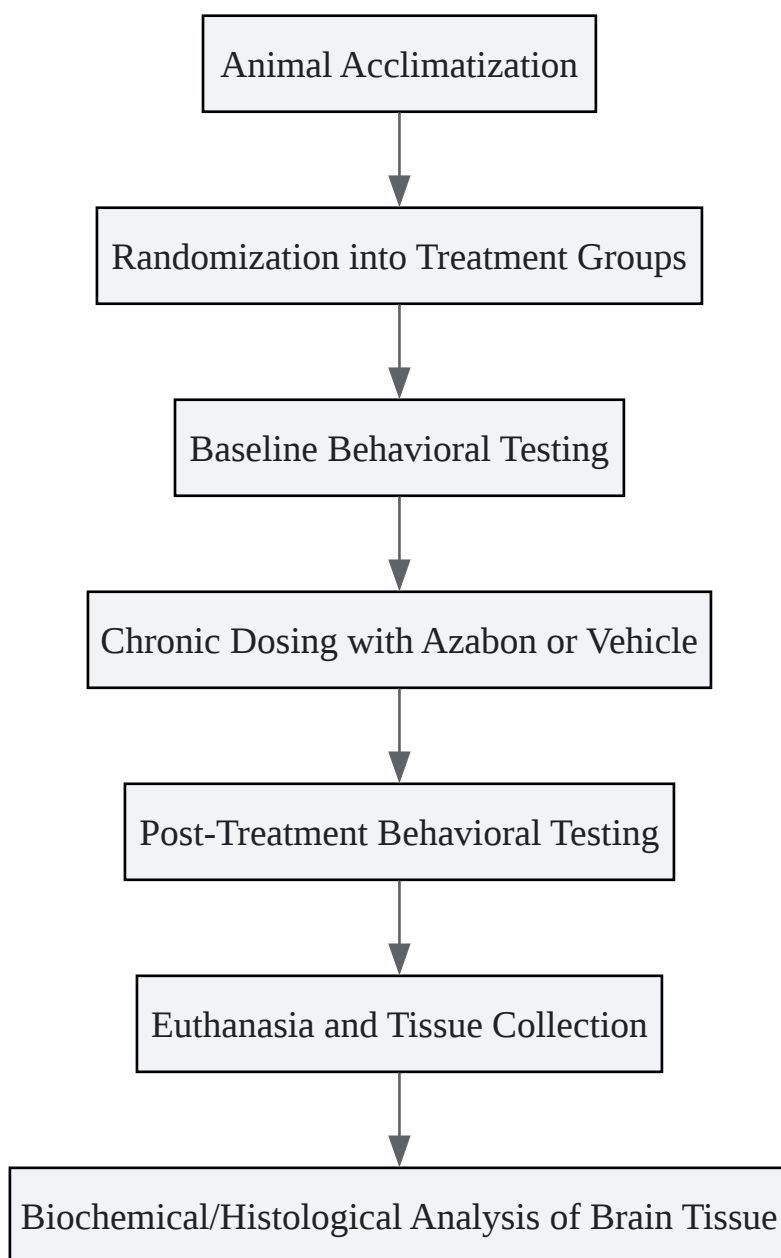 Animal Acclimatization
Randomization into Treatment Groups
Baseline Behavioral Testing
Chronic Dosing with Azabon or Vehicle
Post-Treatment Behavioral Testing
Euthanasia and Tissue Collection
Biochemical/Histological Analysis of Brain Tissue